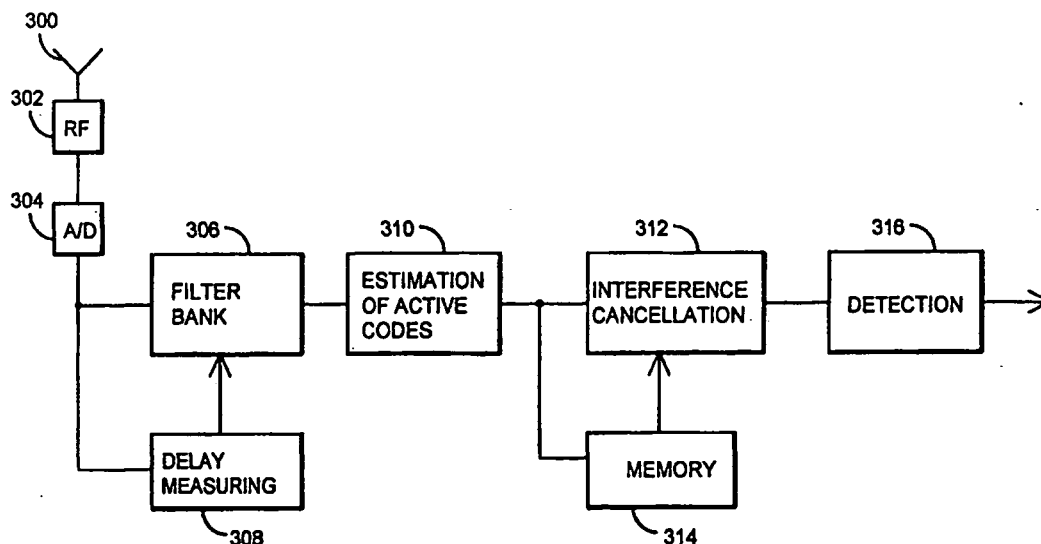 300
302
RF
304
A/D
306
FILTER
BANK
310
ESTIMATION
OF ACTIVE
CODES
312
INTERFERENCE
CANCELLATION
316
DETECTION
DELAY
MEASURING
308
MEMORY
314